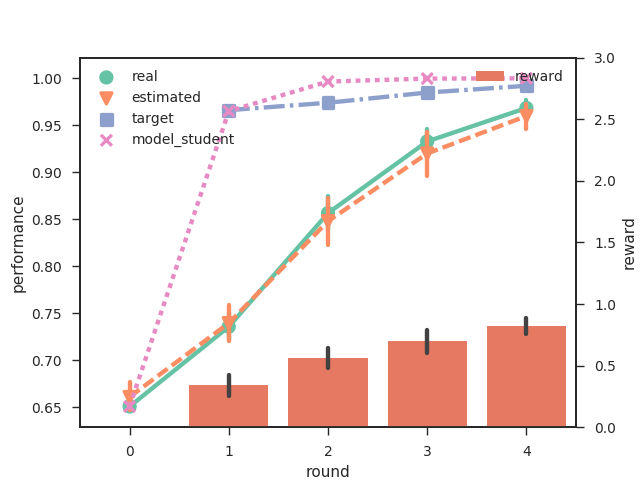 real
estimated
target
model_student
reward
1.00
0.95
0.90
0.85
0.80
0.75
0.70
0.65
performance
3.0
2.5
2.0
1.5
1.0
0.5
0.0
reward
0 1 2 3 4
round